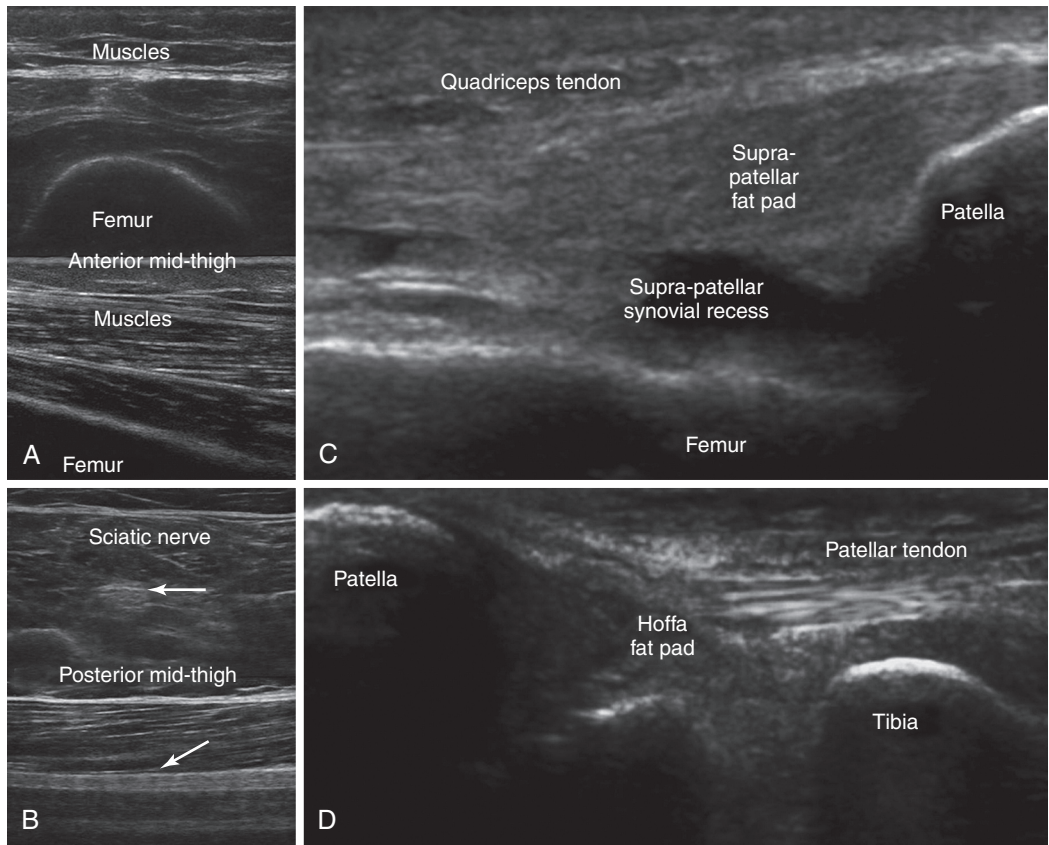 Muscles
Femur
Anterior mid-thigh
Muscles
A
Femur
Sciatic nerve
Posterior mid-thigh
B
Quadriceps tendon
Supra-
patellar
fat pad
Patella
Supra-patellar
synovial recess
Femur
C
Patella
Patellar tendon
Hoffa
fat pad
Tibia
D